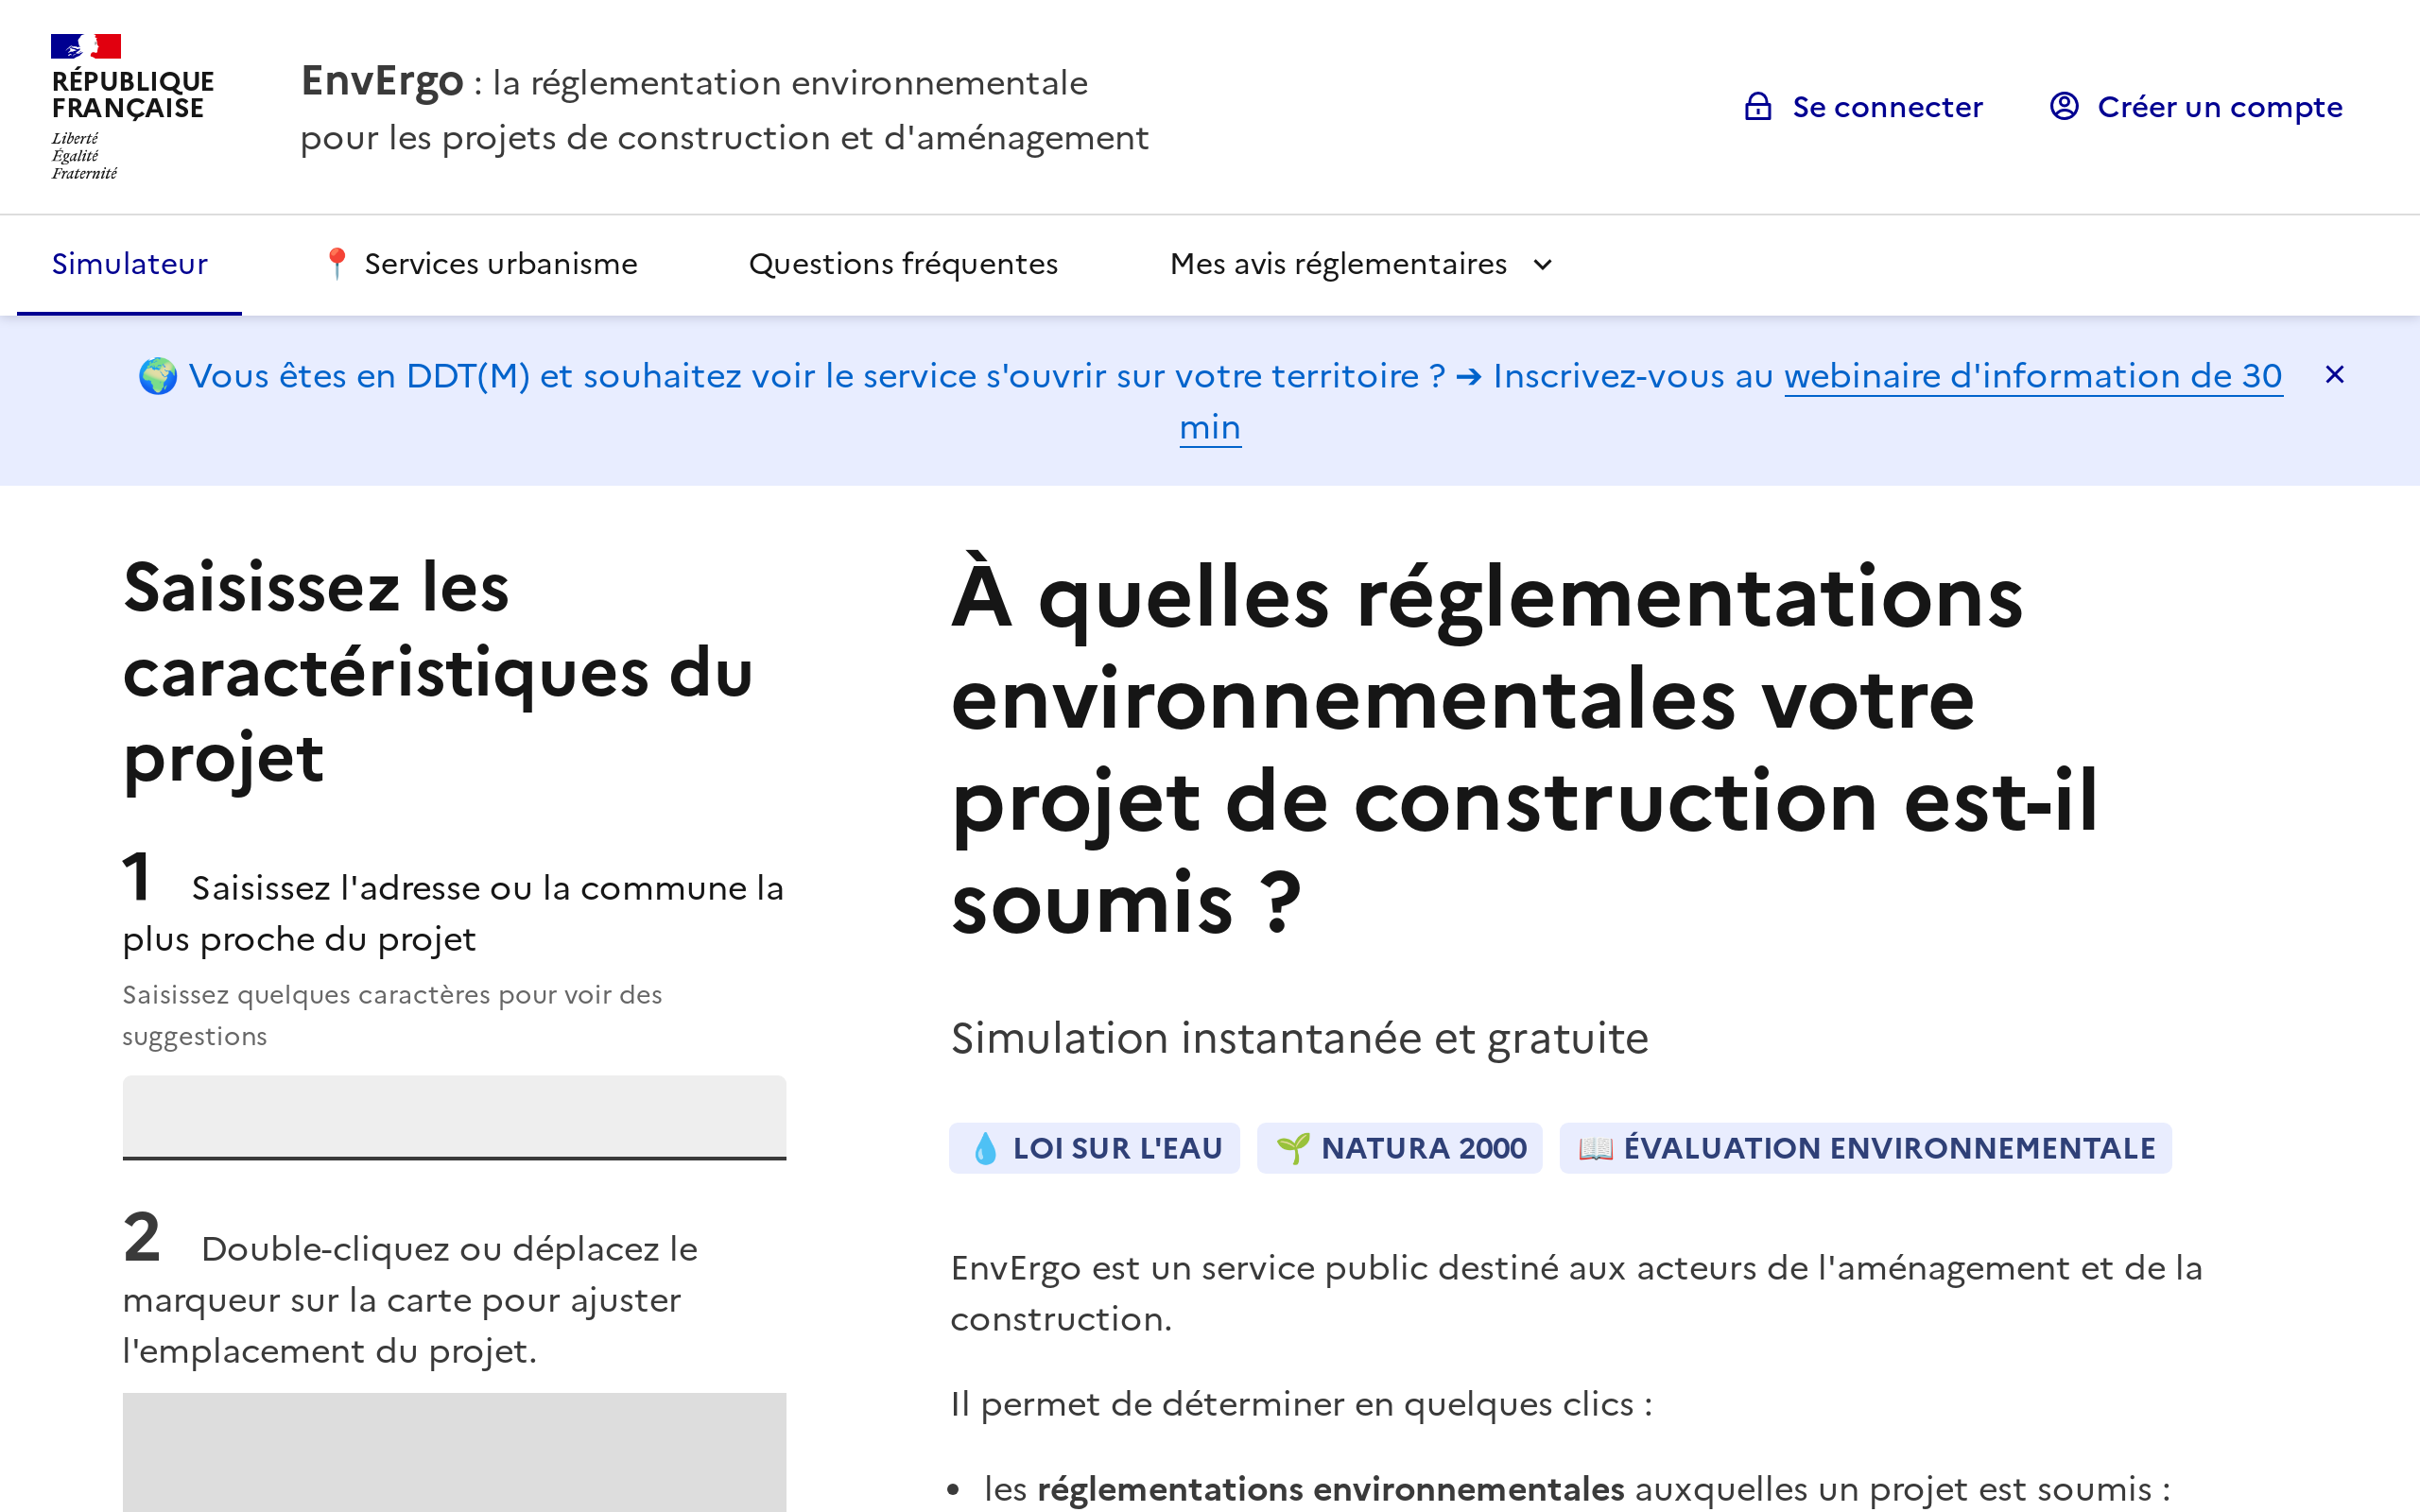 RÉPUBLIQUE
FRANÇAISE
Liberté
Égalité
Fraternité
EnvErgo : la réglementation environnementale
pour les projets de construction et d'aménagement
Se connecter
Créer un compte
Simulateur
📍 Services urbanisme
Questions fréquentes
Mes avis réglementaires
🌍 Vous êtes en DDT(M) et souhaitez voir le service s'ouvrir sur votre territoire ? ➔ Inscrivez-vous au webinaire d'information de 30
min
Saisissez les
caractéristiques du
projet
1 Saisissez l'adresse ou la commune la
plus proche du projet
Saisissez quelques caractères pour voir des
suggestions
2 Double-cliquez ou déplacez le
marqueur sur la carte pour ajuster
l'emplacement du projet.
À quelles réglementations
environnementales votre
projet de construction est-il
soumis ?
Simulation instantanée et gratuite
💧 LOI SUR L'EAU
🌱 NATURA 2000
📖 ÉVALUATION ENVIRONNEMENTALE
EnvErgo est un service public destiné aux acteurs de l'aménagement et de la
construction.
Il permet de déterminer en quelques clics :
• les réglementations environnementales auxquelles un projet est soumis :